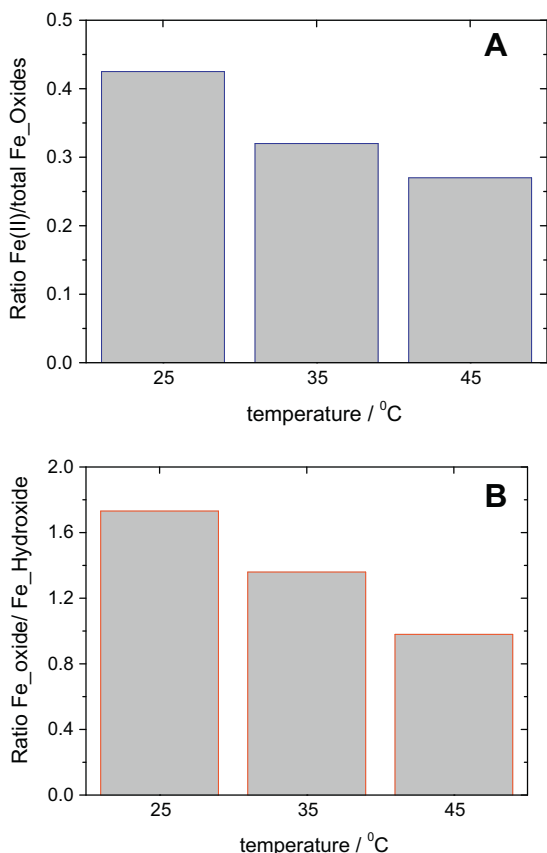 A
Ratio Fe(II)/total Fe_Oxides
0.5
0.4
0.3
0.2
0.1
0.0
25 35 45
temperature / ⁰C
B
Ratio Fe_oxide/ Fe_Hydroxide
2.0
1.6
1.2
0.8
0.4
0.0
25 35 45
temperature / ⁰C